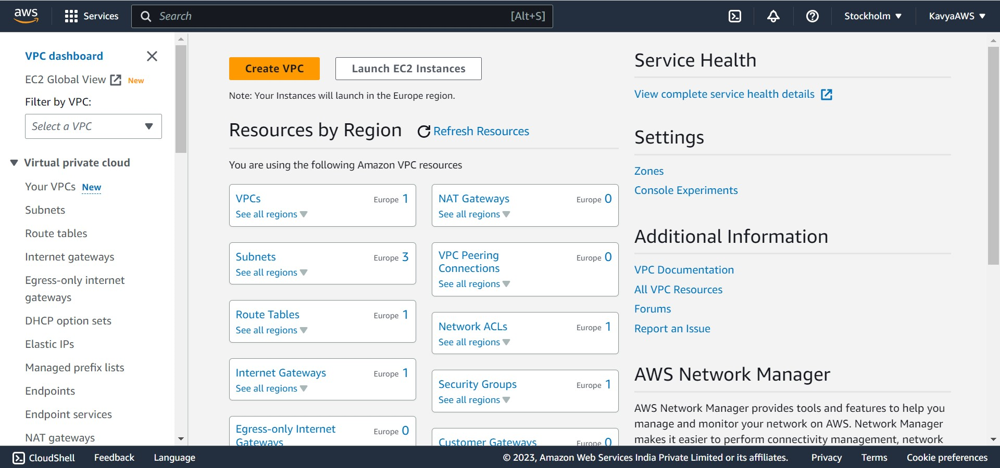 aws
Services
Search
[Alt+S]
Stockholm
KavyaAWS
VPC dashboard
EC2 Global View New
Filter by VPC:
Select a VPC
Virtual private cloud
Your VPCs New
Subnets
Route tables
Internet gateways
Egress-only internet
gateways
DHCP option sets
Elastic IPs
Managed prefix lists
Endpoints
Endpoint services
NAT gateways
Create VPC
Launch EC2 Instances
Note: Your Instances will launch in the Europe region.
Resources by Region
Refresh Resources
You are using the following Amazon VPC resources
VPCs Europe 1
See all regions
Subnets Europe 3
See all regions
Route Tables Europe 1
See all regions
Internet Gateways Europe 1
See all regions
Egress-only Internet Europe 0
Gateways
NAT Gateways Europe 0
See all regions
VPC Peering Europe 0
Connections
See all regions
Network ACLs Europe 1
See all regions
Security Groups Europe 1
See all regions
Customer Gateways Europe 0
Service Health
View complete service health details
Settings
Zones
Console Experiments
Additional Information
VPC Documentation
All VPC Resources
Forums
Report an Issue
AWS Network Manager
AWS Network Manager provides tools and features to help you
manage and monitor your network on AWS. Network Manager
makes it easier to perform connectivity management, network
CloudShell
Feedback
Language
© 2023, Amazon Web Services India Private Limited or its affiliates.
Privacy
Terms
Cookie preferences